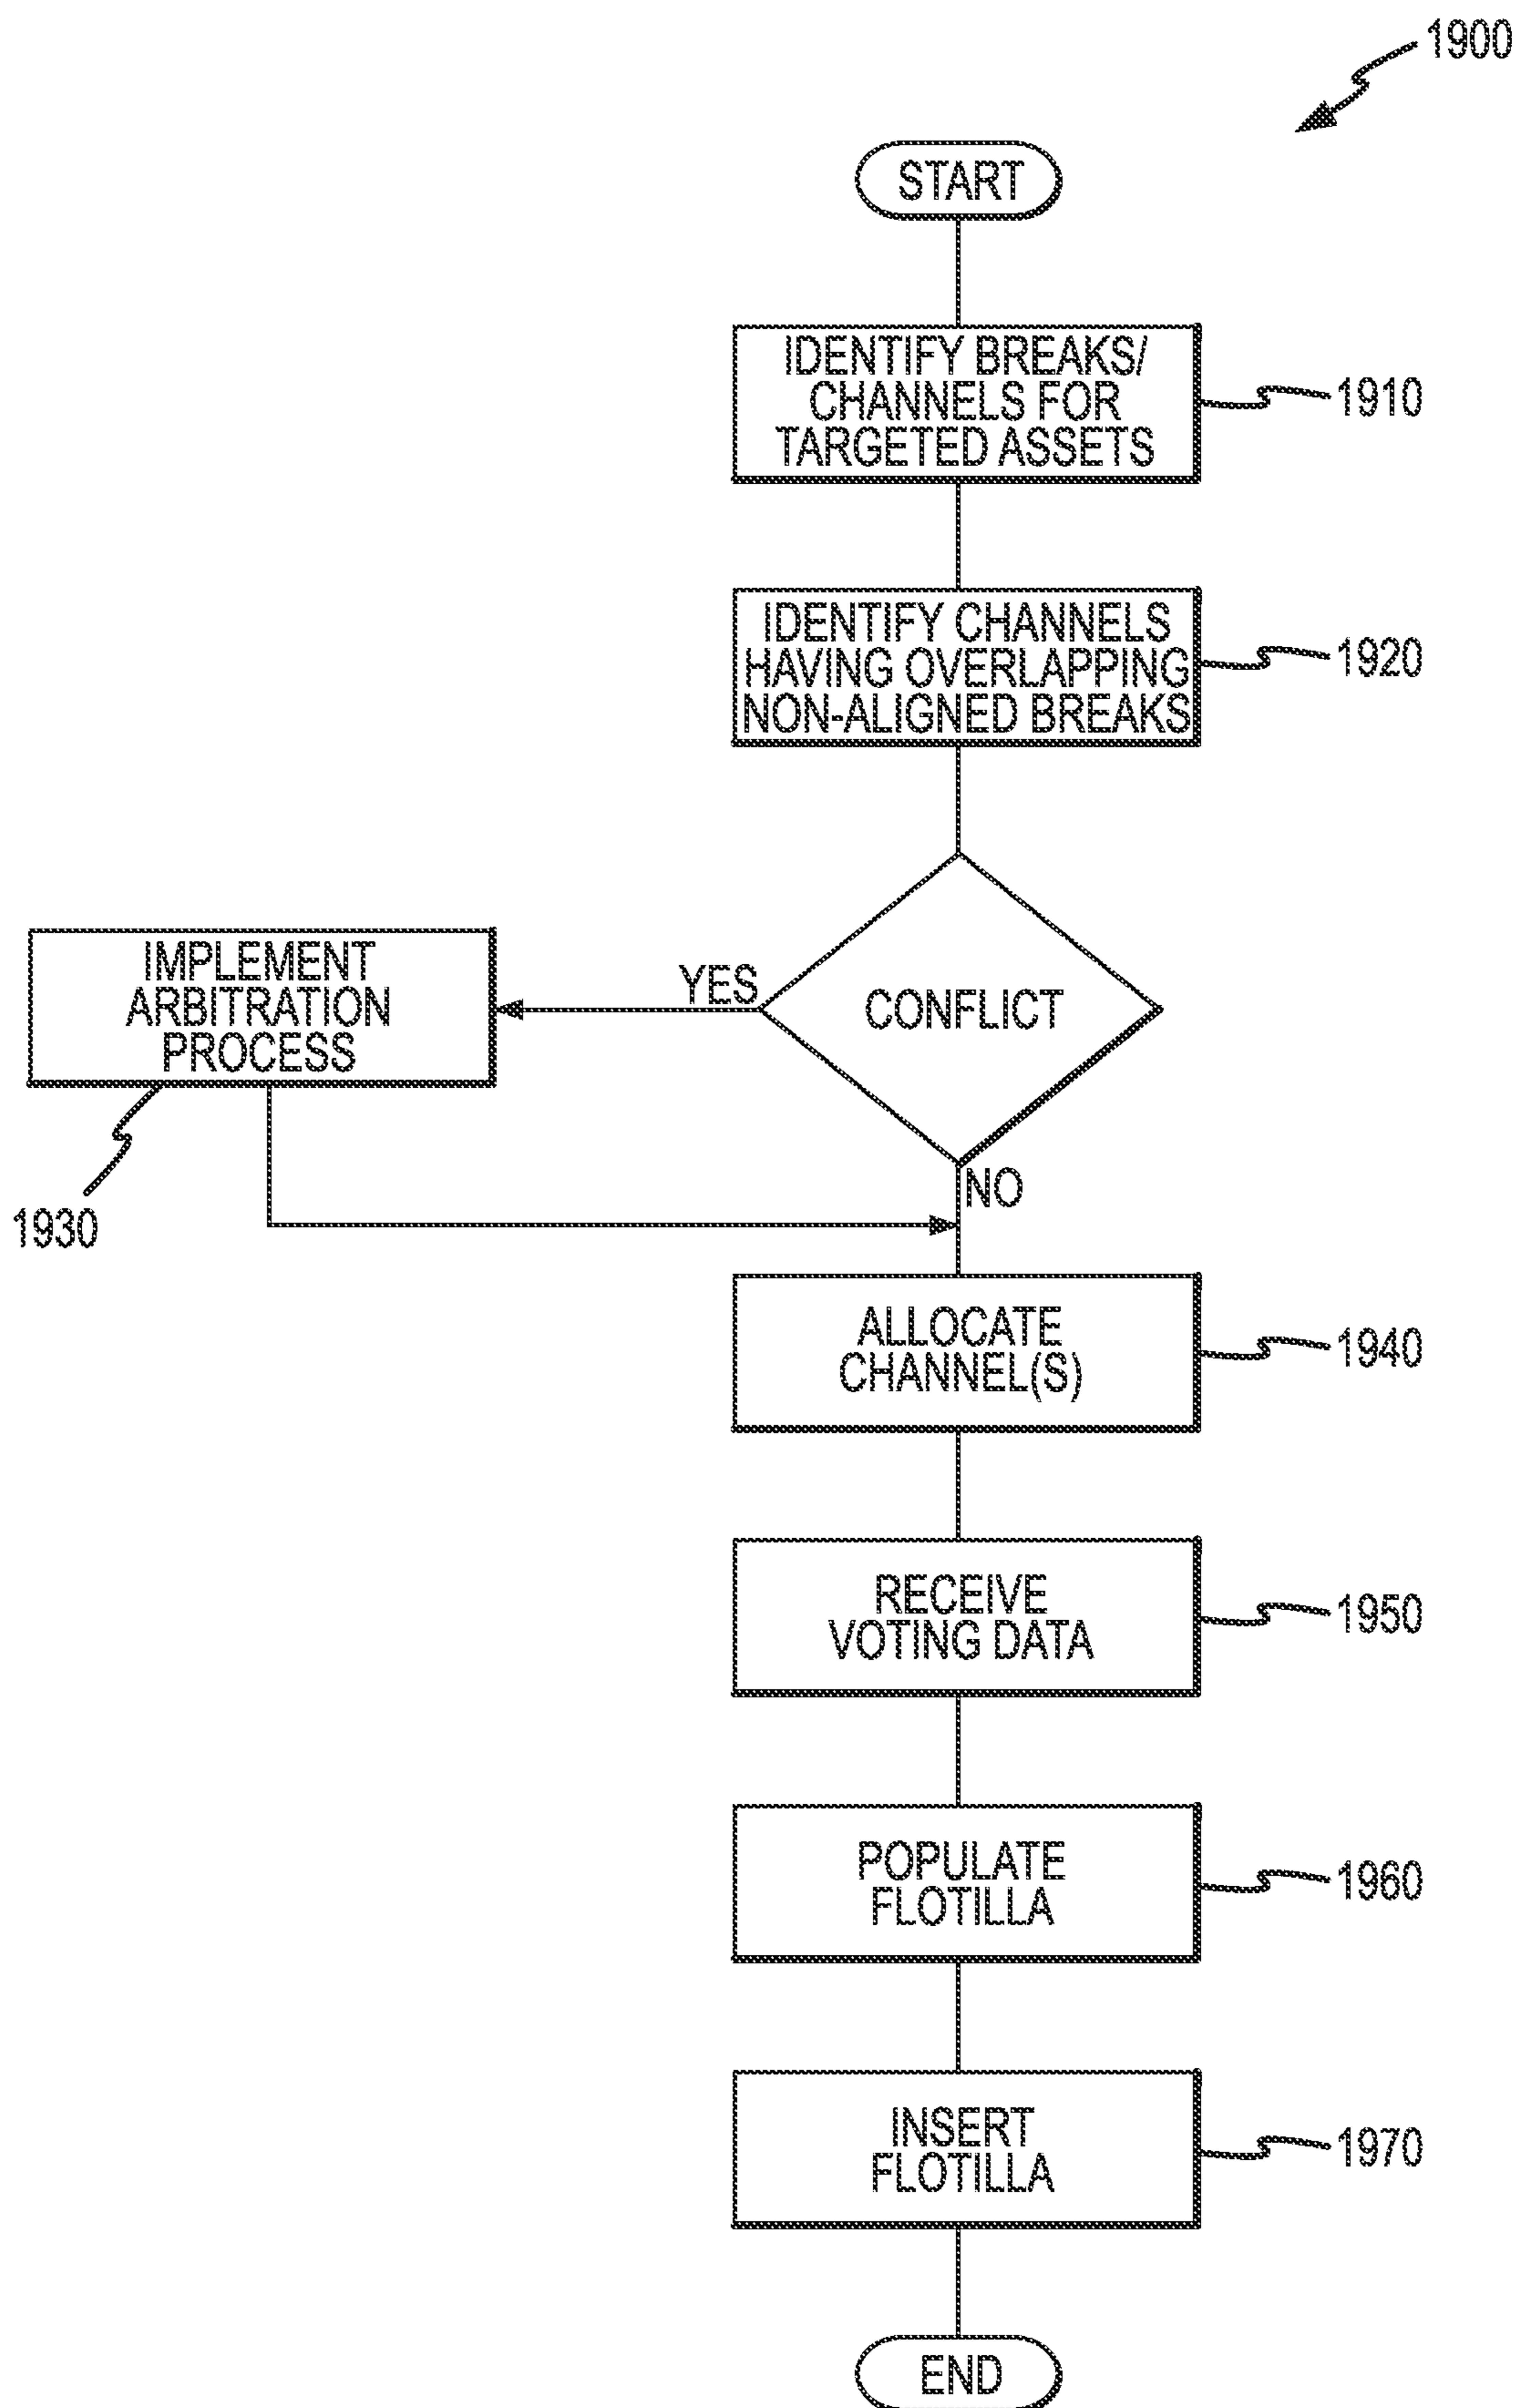 1900
START
IDENTIFY BREAKS/
CHANNELS FOR
TARGETED ASSETS
1910
IDENTIFY CHANNELS
HAVING OVERLAPPING
NON-ALIGNED BREAKS
1920
CONFLICT
YES
IMPLEMENT
ARBITRATION
PROCESS
1930
NO
ALLOCATE
CHANNEL(S)
1940
RECEIVE
VOTING DATA
1950
POPULATE
FLOTILLA
1960
INSERT
FLOTILLA
1970
END